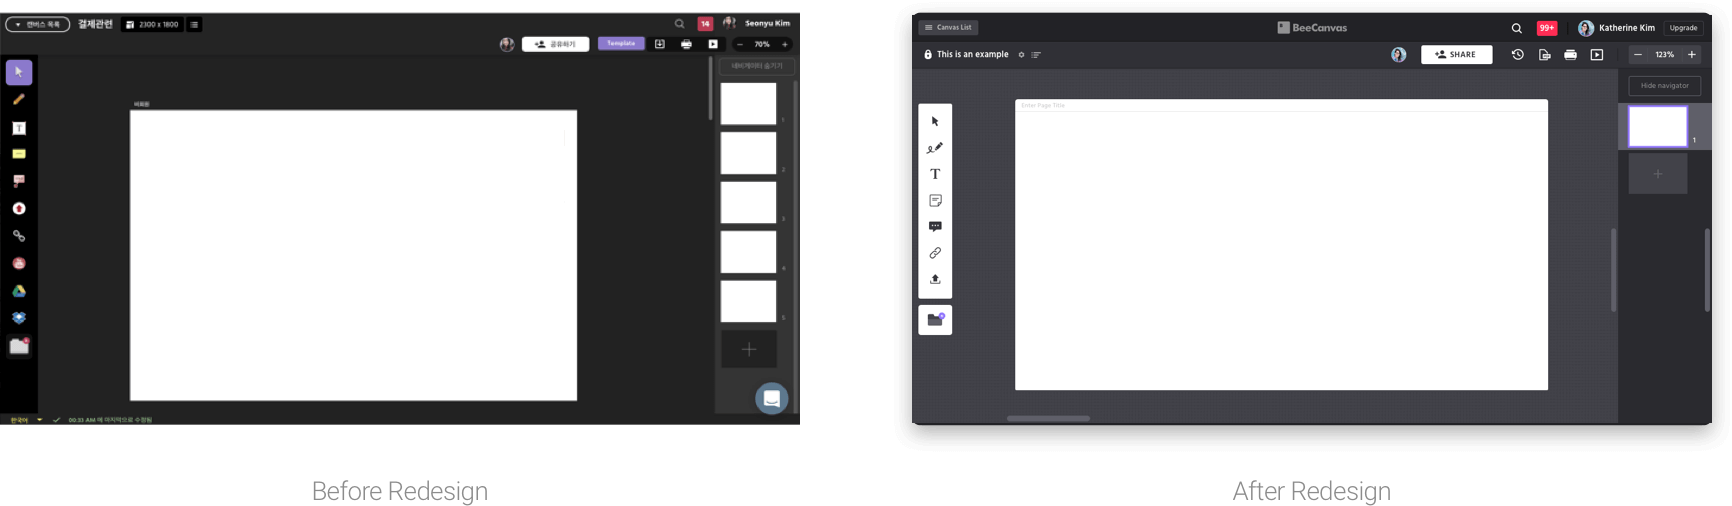 캔버스 목록
결제관련
2300 x 1800
14
Seonyu Kim
공유하기
Template
70%
네비게이터 숨기기
1
2
3
4
5
T
한국어
00:33 AM 에 마지막으로 수정됨
Before Redesign
Canvas List
BeeCanvas
99+
Katherine Kim
Upgrade
This is an example
SHARE
123%
Hide navigator
Enter Page Title
T
1
After Redesign